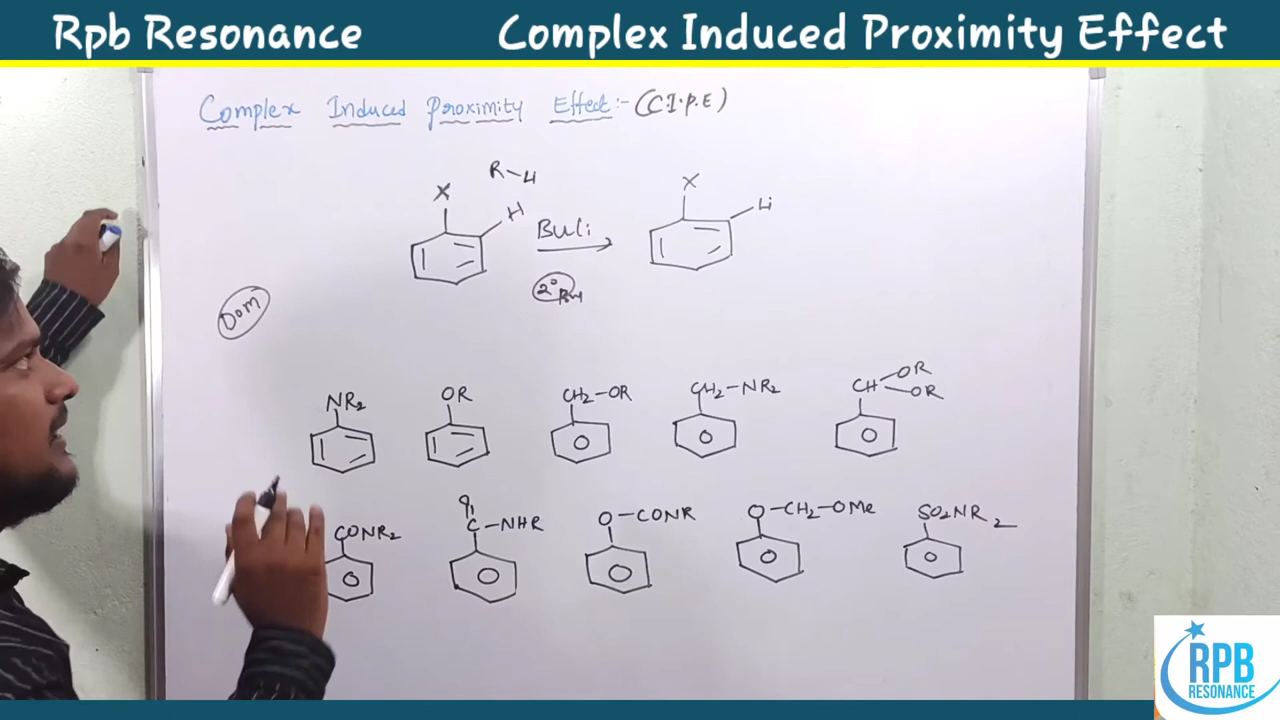 Rpb Resonance Complex Induced Proximity Effect
Complex Induced Proximity Effect:- (C.I.P.E)
X R-H X
H BuLi Li
2°
DOM
NR2 OR CH2-OR CH2-NR2 CH OR OR
CONR2 O C-NHR O-CONR O-CH2-OMe SO2NR2
RPB
RESONANCE